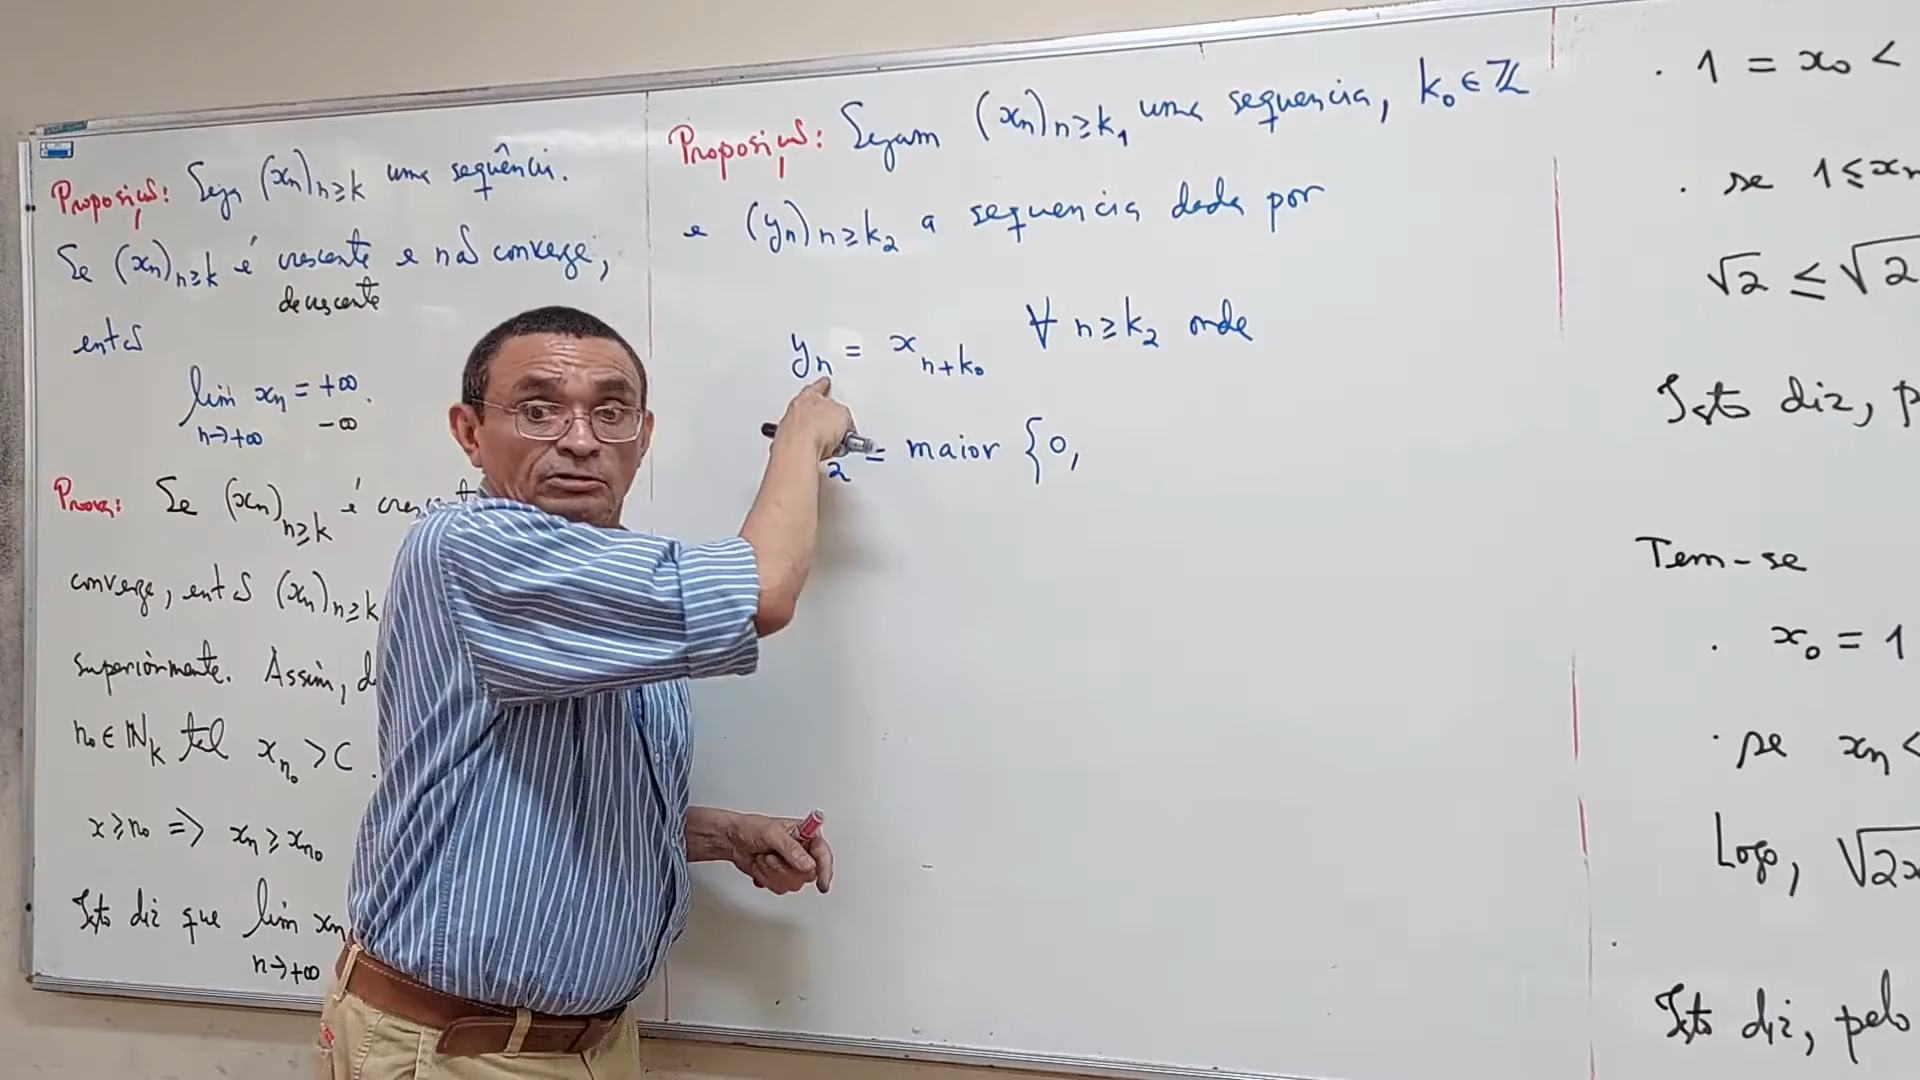 Proposição: Seja (xₙ)ₙ≥k uma sequência.
Se (xₙ)ₙ≥k é crescente e não converge,
decrescente
então
lim xₙ = +∞.
n→+∞ −∞
Prova: Se (xₙ)ₙ≥k é
converge, então (xₙ)ₙ≥k
superiormente. Assim,
n₀ ∈ ℕₖ tal xₙ₀ > C.
x ≥ n₀ => xₙ ≥ xₙ₀
Isto diz que lim xₙ
n→+∞
Proposição: Sejam (xₙ)ₙ≥k₁ uma sequencia, k₀ ∈ ℤ
e (yₙ)ₙ≥k₂ a sequencia dada por
yₙ = xₙ₊ₖ₀ ∀ n ≥ k₂ onde
₂ = maior {0,
· 1 = x₀ <
· se 1 ≤ xₙ
√2 ≤ √2
Isto diz,
Tem-se
· x₀ = 1
· se xₙ <
Logo, √2x
Isto diz, pelo